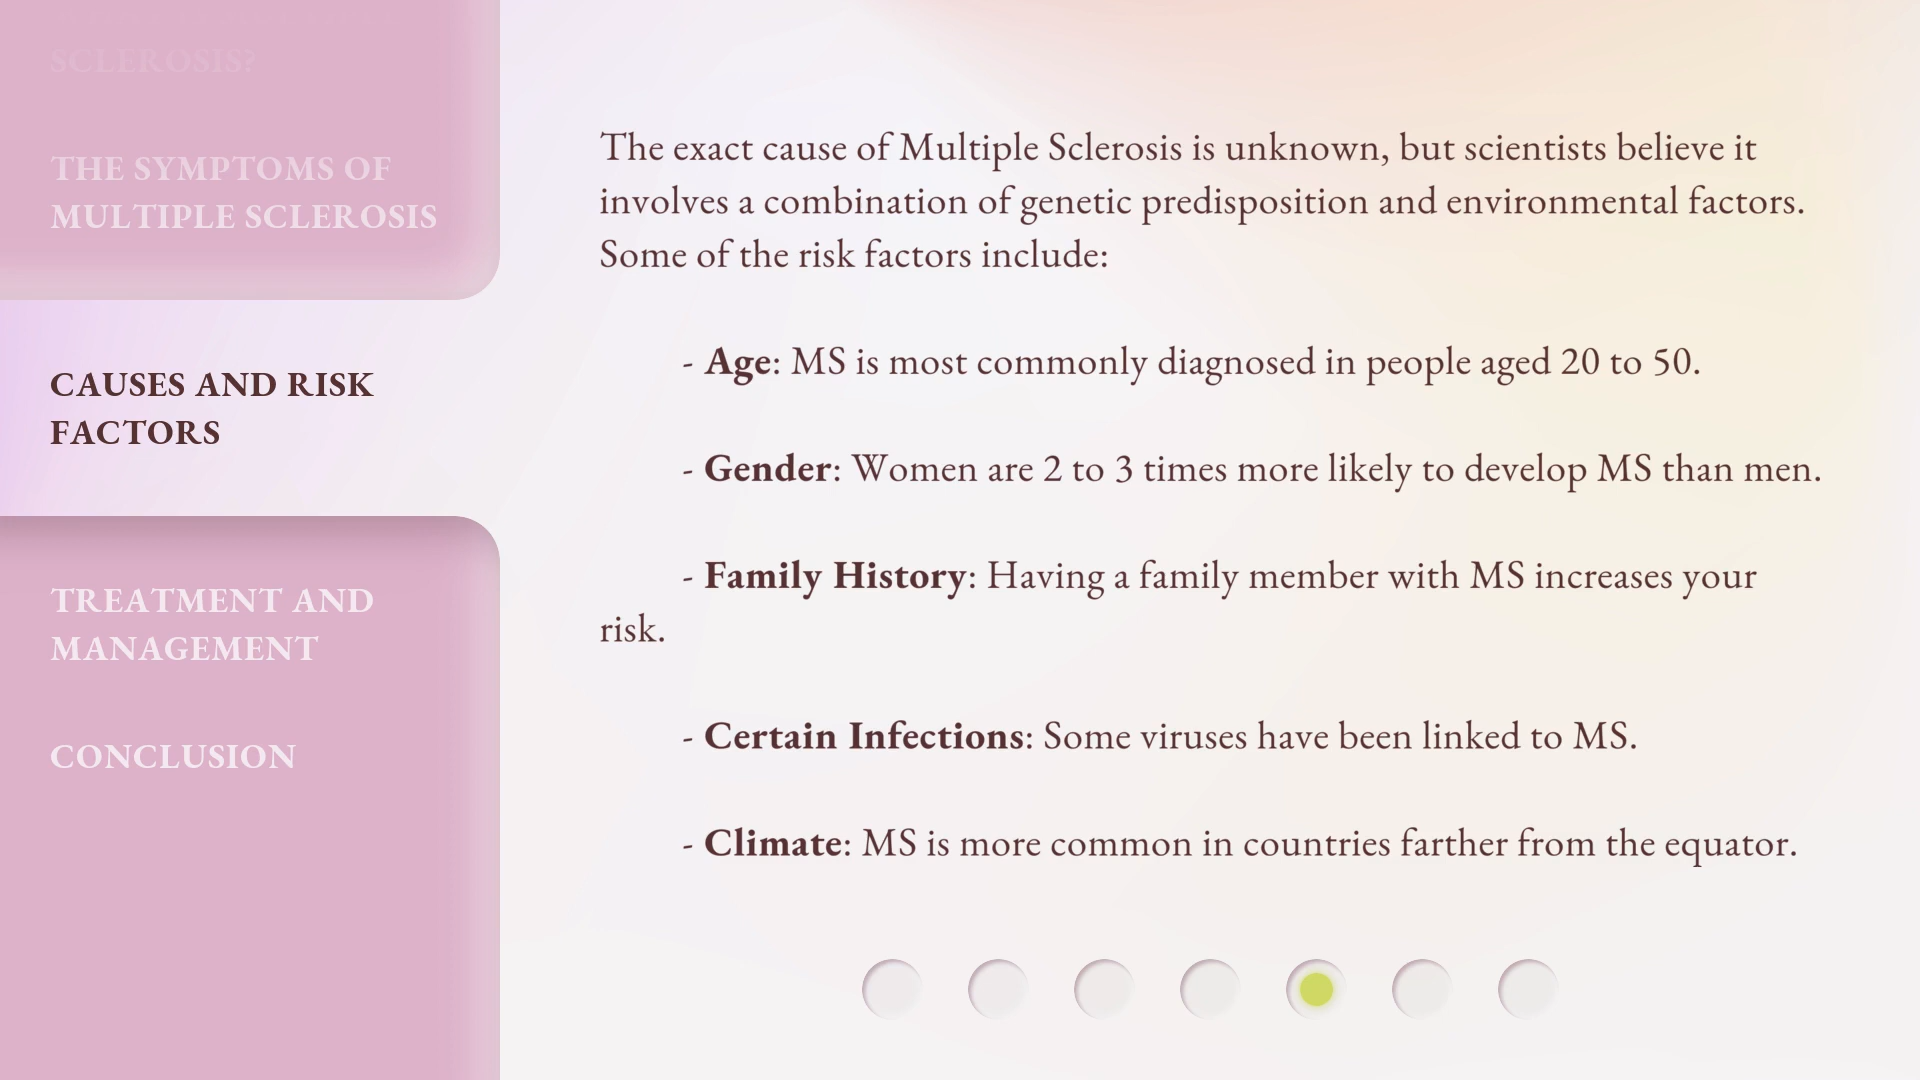 SCLEROSIS?
THE SYMPTOMS OF
MULTIPLE SCLEROSIS
CAUSES AND RISK
FACTORS
TREATMENT AND
MANAGEMENT
CONCLUSION
The exact cause of Multiple Sclerosis is unknown, but scientists believe it
involves a combination of genetic predisposition and environmental factors.
Some of the risk factors include:
- Age: MS is most commonly diagnosed in people aged 20 to 50.
- Gender: Women are 2 to 3 times more likely to develop MS than men.
- Family History: Having a family member with MS increases your
risk.
- Certain Infections: Some viruses have been linked to MS.
- Climate: MS is more common in countries farther from the equator.